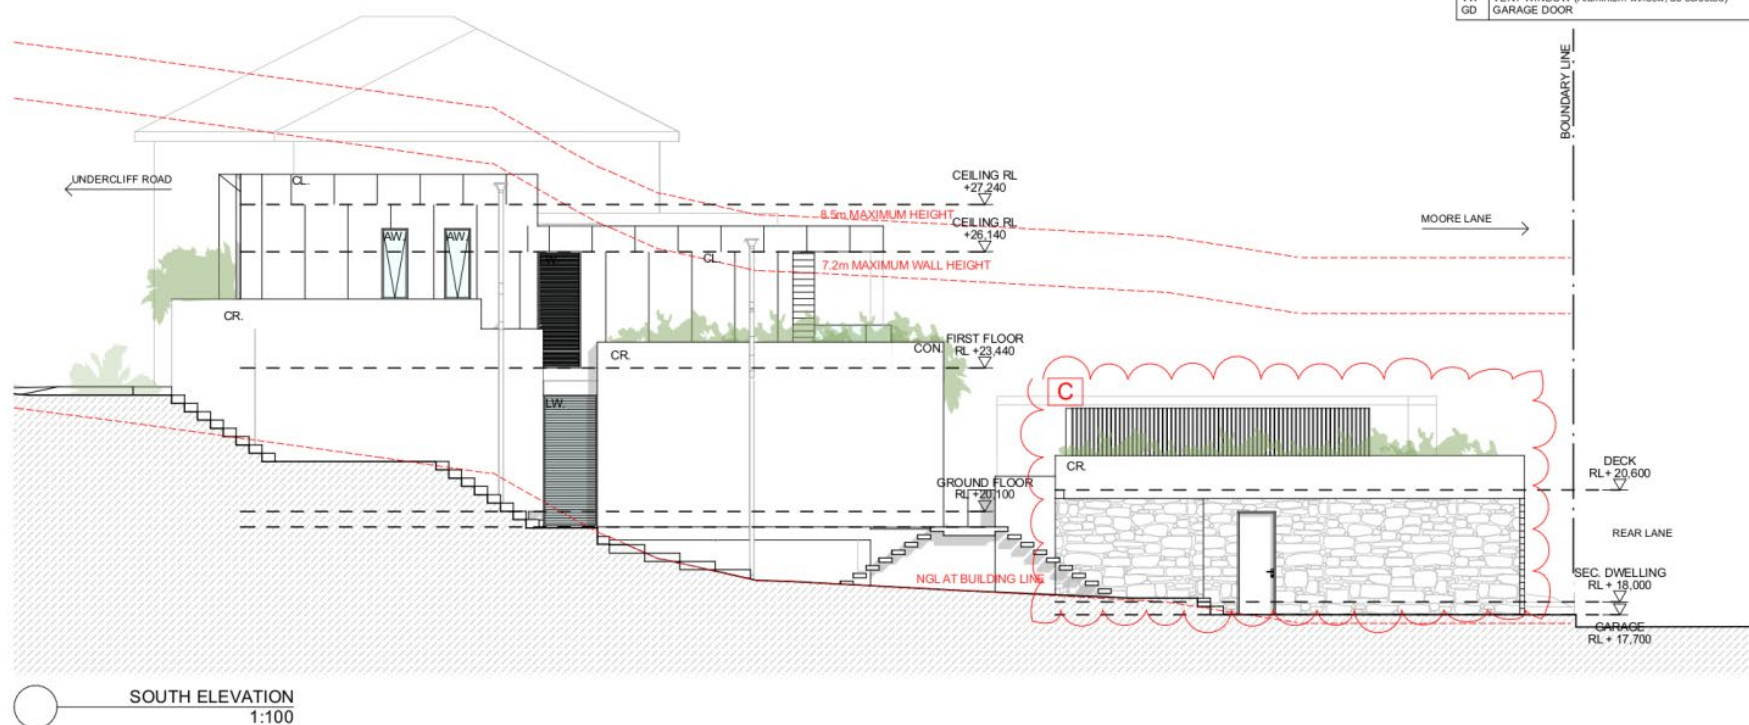 GD GARAGE DOOR
BOUNDARY LINE
UNDERCLIFF ROAD
CL.
CEILING RL
+27,240
8.5m MAXIMUM HEIGHT
MOORE LANE
CEILING RL
+26,140
AW.
AW.
CL.
7.2m MAXIMUM WALL HEIGHT
CR.
FIRST FLOOR
RL +23,440
CON.
CR.
C
LW.
CR.
DECK
RL+ 20,600
GROUND FLOOR
RL +20,100
REAR LANE
NGL AT BUILDING LINE
SEC. DWELLING
RL + 18,000
GARAGE
RL + 17,700
SOUTH ELEVATION
1:100